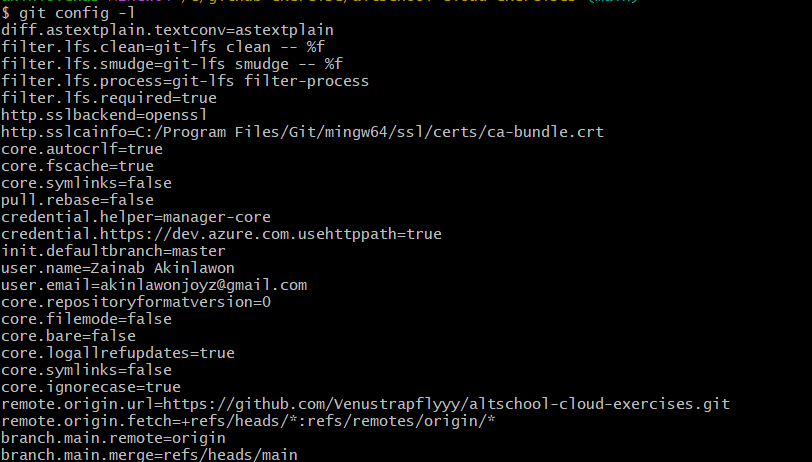 $ git config -l
diff.astextplain.textconv=astextplain
filter.lfs.clean=git-lfs clean -- %f
filter.lfs.smudge=git-lfs smudge -- %f
filter.lfs.process=git-lfs filter-process
filter.lfs.required=true
http.sslbackend=openssl
http.sslcainfo=C:/Program Files/Git/mingw64/ssl/certs/ca-bundle.crt
core.autocrlf=true
core.fscache=true
core.symlinks=false
pull.rebase=false
credential.helper=manager-core
credential.https://dev.azure.com.usehttppath=true
init.defaultbranch=master
user.name=Zainab Akinlawon
user.email=akinlawonjoyz@gmail.com
core.repositoryformatversion=0
core.filemode=false
core.bare=false
core.logallrefupdates=true
core.symlinks=false
core.ignorecase=true
remote.origin.url=https://github.com/Venustrapflyyy/altschool-cloud-exercises.git
remote.origin.fetch=+refs/heads/*:refs/remotes/origin/*
branch.main.remote=origin
branch.main.merge=refs/heads/main